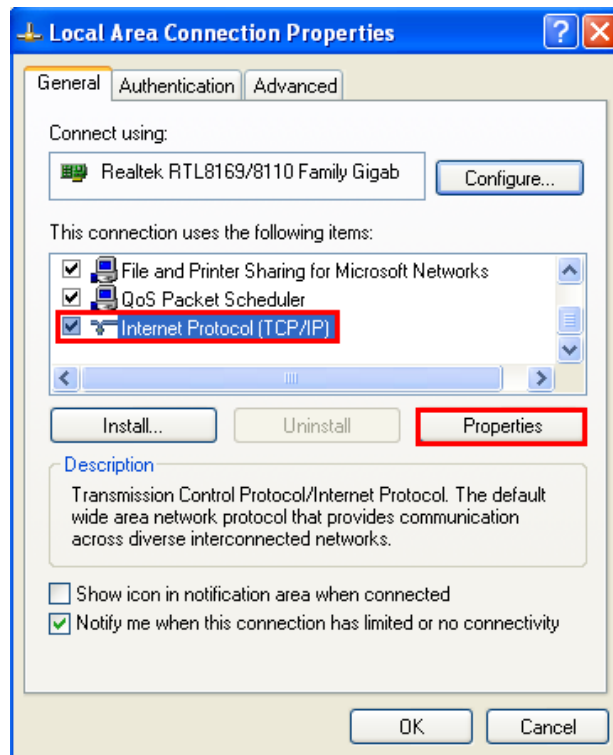 Local Area Connection Properties
General Authentication Advanced
Connect using:
Realtek RTL8169/8110 Family Gigab Configure...
This connection uses the following items:
File and Printer Sharing for Microsoft Networks
QoS Packet Scheduler
Internet Protocol (TCP/IP)
Install... Uninstall Properties
Description
Transmission Control Protocol/Internet Protocol. The default
wide area network protocol that provides communication
across diverse interconnected networks.
Show icon in notification area when connected
Notify me when this connection has limited or no connectivity
OK Cancel